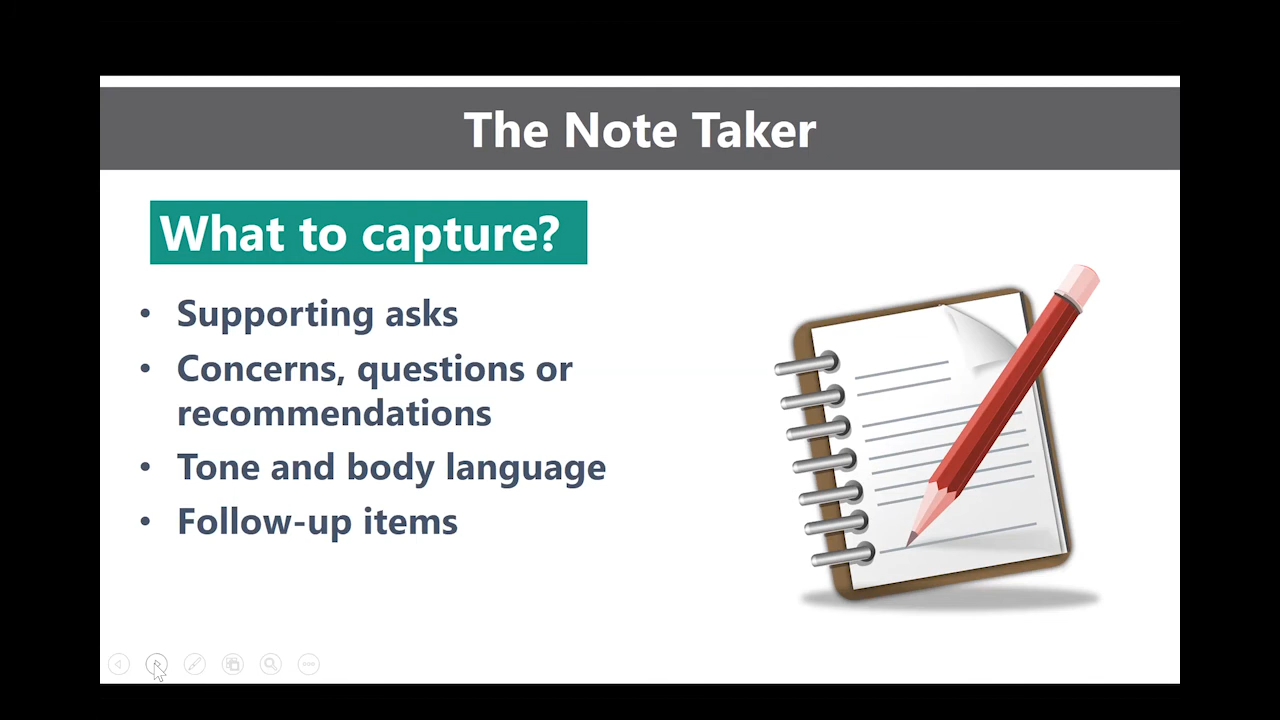 The Note Taker
What to capture?
• Supporting asks
• Concerns, questions or
recommendations
• Tone and body language
• Follow-up items